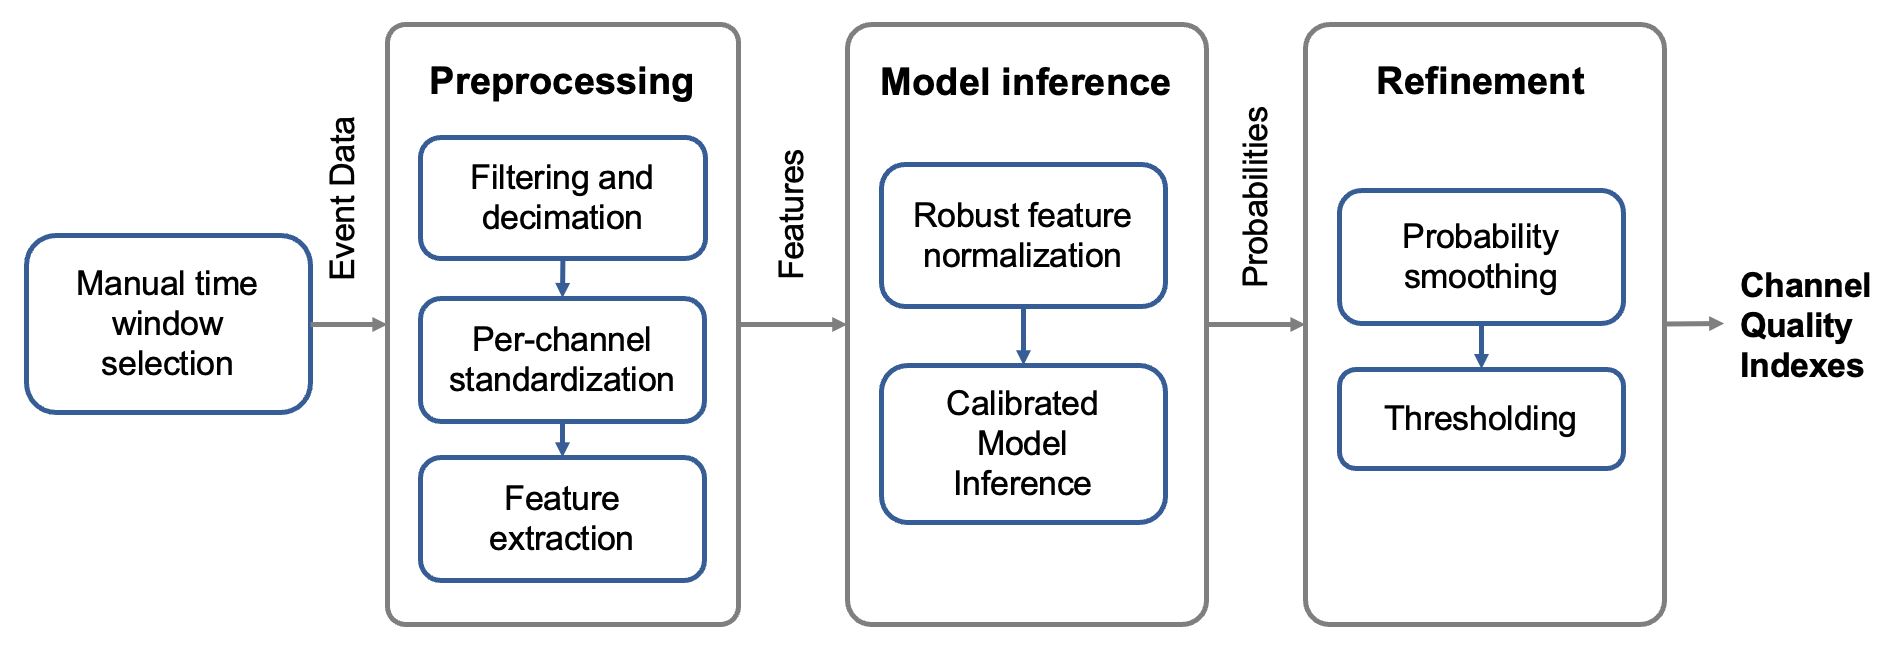 Manual time
window
selection
Event Data
Preprocessing
Filtering and
decimation
Per-channel
standardization
Feature
extraction
Features
Model inference
Robust feature
normalization
Calibrated
Model
Inference
Probabilities
Refinement
Probability
smoothing
Thresholding
Channel
Quality
Indexes